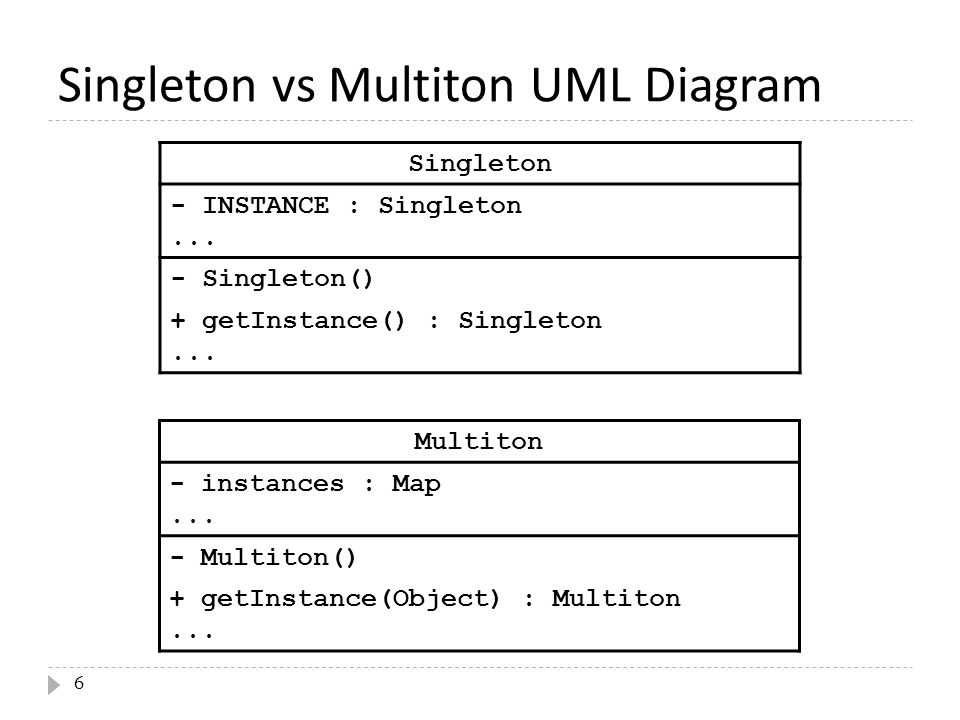 Singleton vs Multiton UML Diagram
Singleton
- INSTANCE : Singleton
...
- Singleton()
+ getInstance() : Singleton
...
Multiton
- instances : Map
...
- Multiton()
+ getInstance(Object) : Multiton
...
6